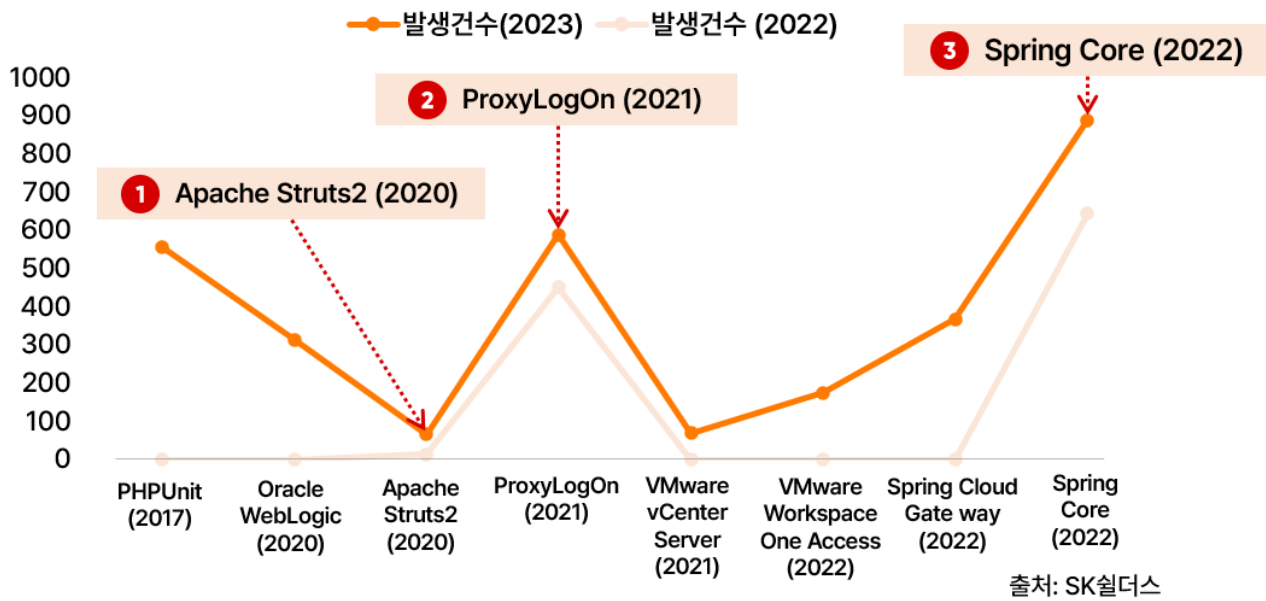 발생건수(2023) 발생건수 (2022)
3 Spring Core (2022)
2 ProxyLogOn (2021)
1 Apache Struts2 (2020)
1000
900
800
700
600
500
400
300
200
100
0
PHPUnit
(2017)
Oracle
WebLogic
(2020)
Apache
Struts2
(2020)
ProxyLogOn
(2021)
VMware
vCenter
Server
(2021)
VMware
Workspace
One Access
(2022)
Spring Cloud
Gate way
(2022)
Spring
Core
(2022)
출처: SK쉴더스